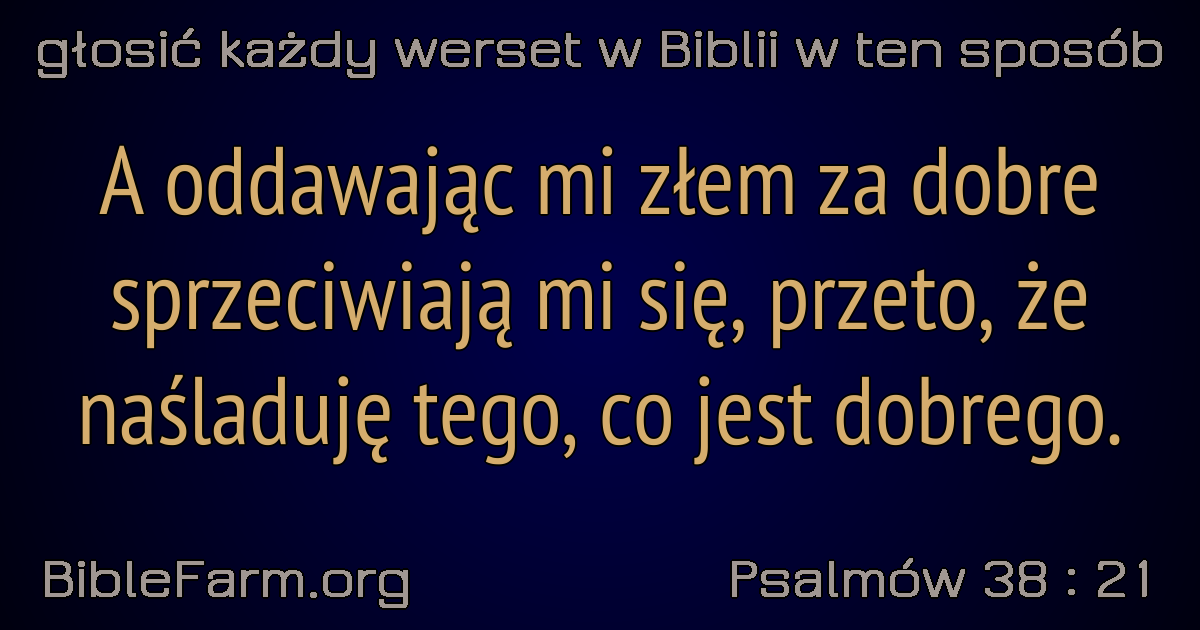 głosić każdy werset w Biblii w ten sposób
A oddawając mi złem za dobre
sprzeciwiają mi się, przeto, że
naśladuję tego, co jest dobrego.
BibleFarm.org
Psalmów 38 : 21